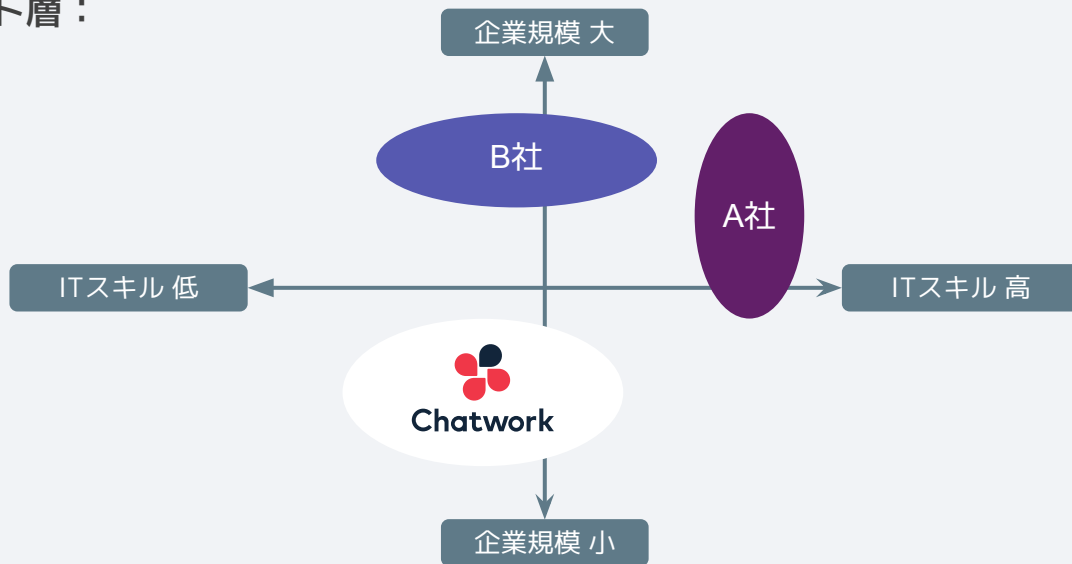 ト層：
企業規模 大
B社
A社
ITスキル 低
ITスキル 高
Chatwork
企業規模 小